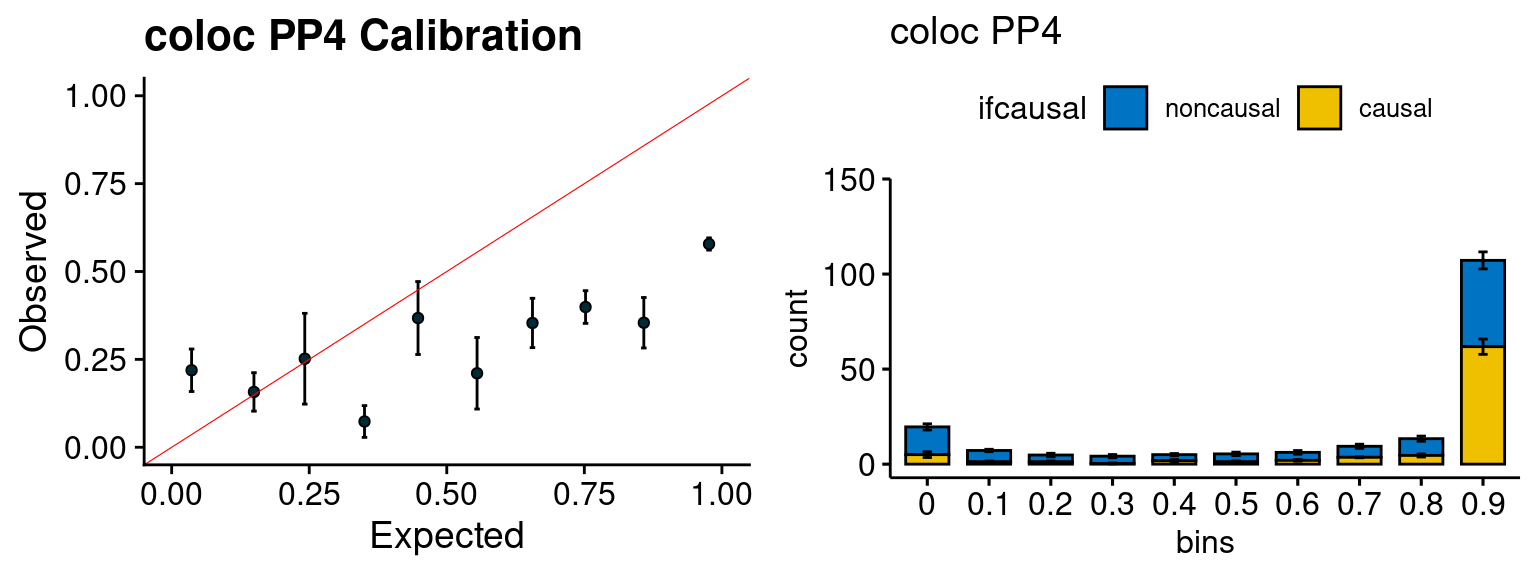 coloc PP4 Calibration
1.00
0.75
0.50
0.25
0.00
Observed
0.00 0.25 0.50 0.75 1.00
Expected
coloc PP4
ifcausal noncausal causal
150
100
50
0
count
0 0.1 0.2 0.3 0.4 0.5 0.6 0.7 0.8 0.9
bins